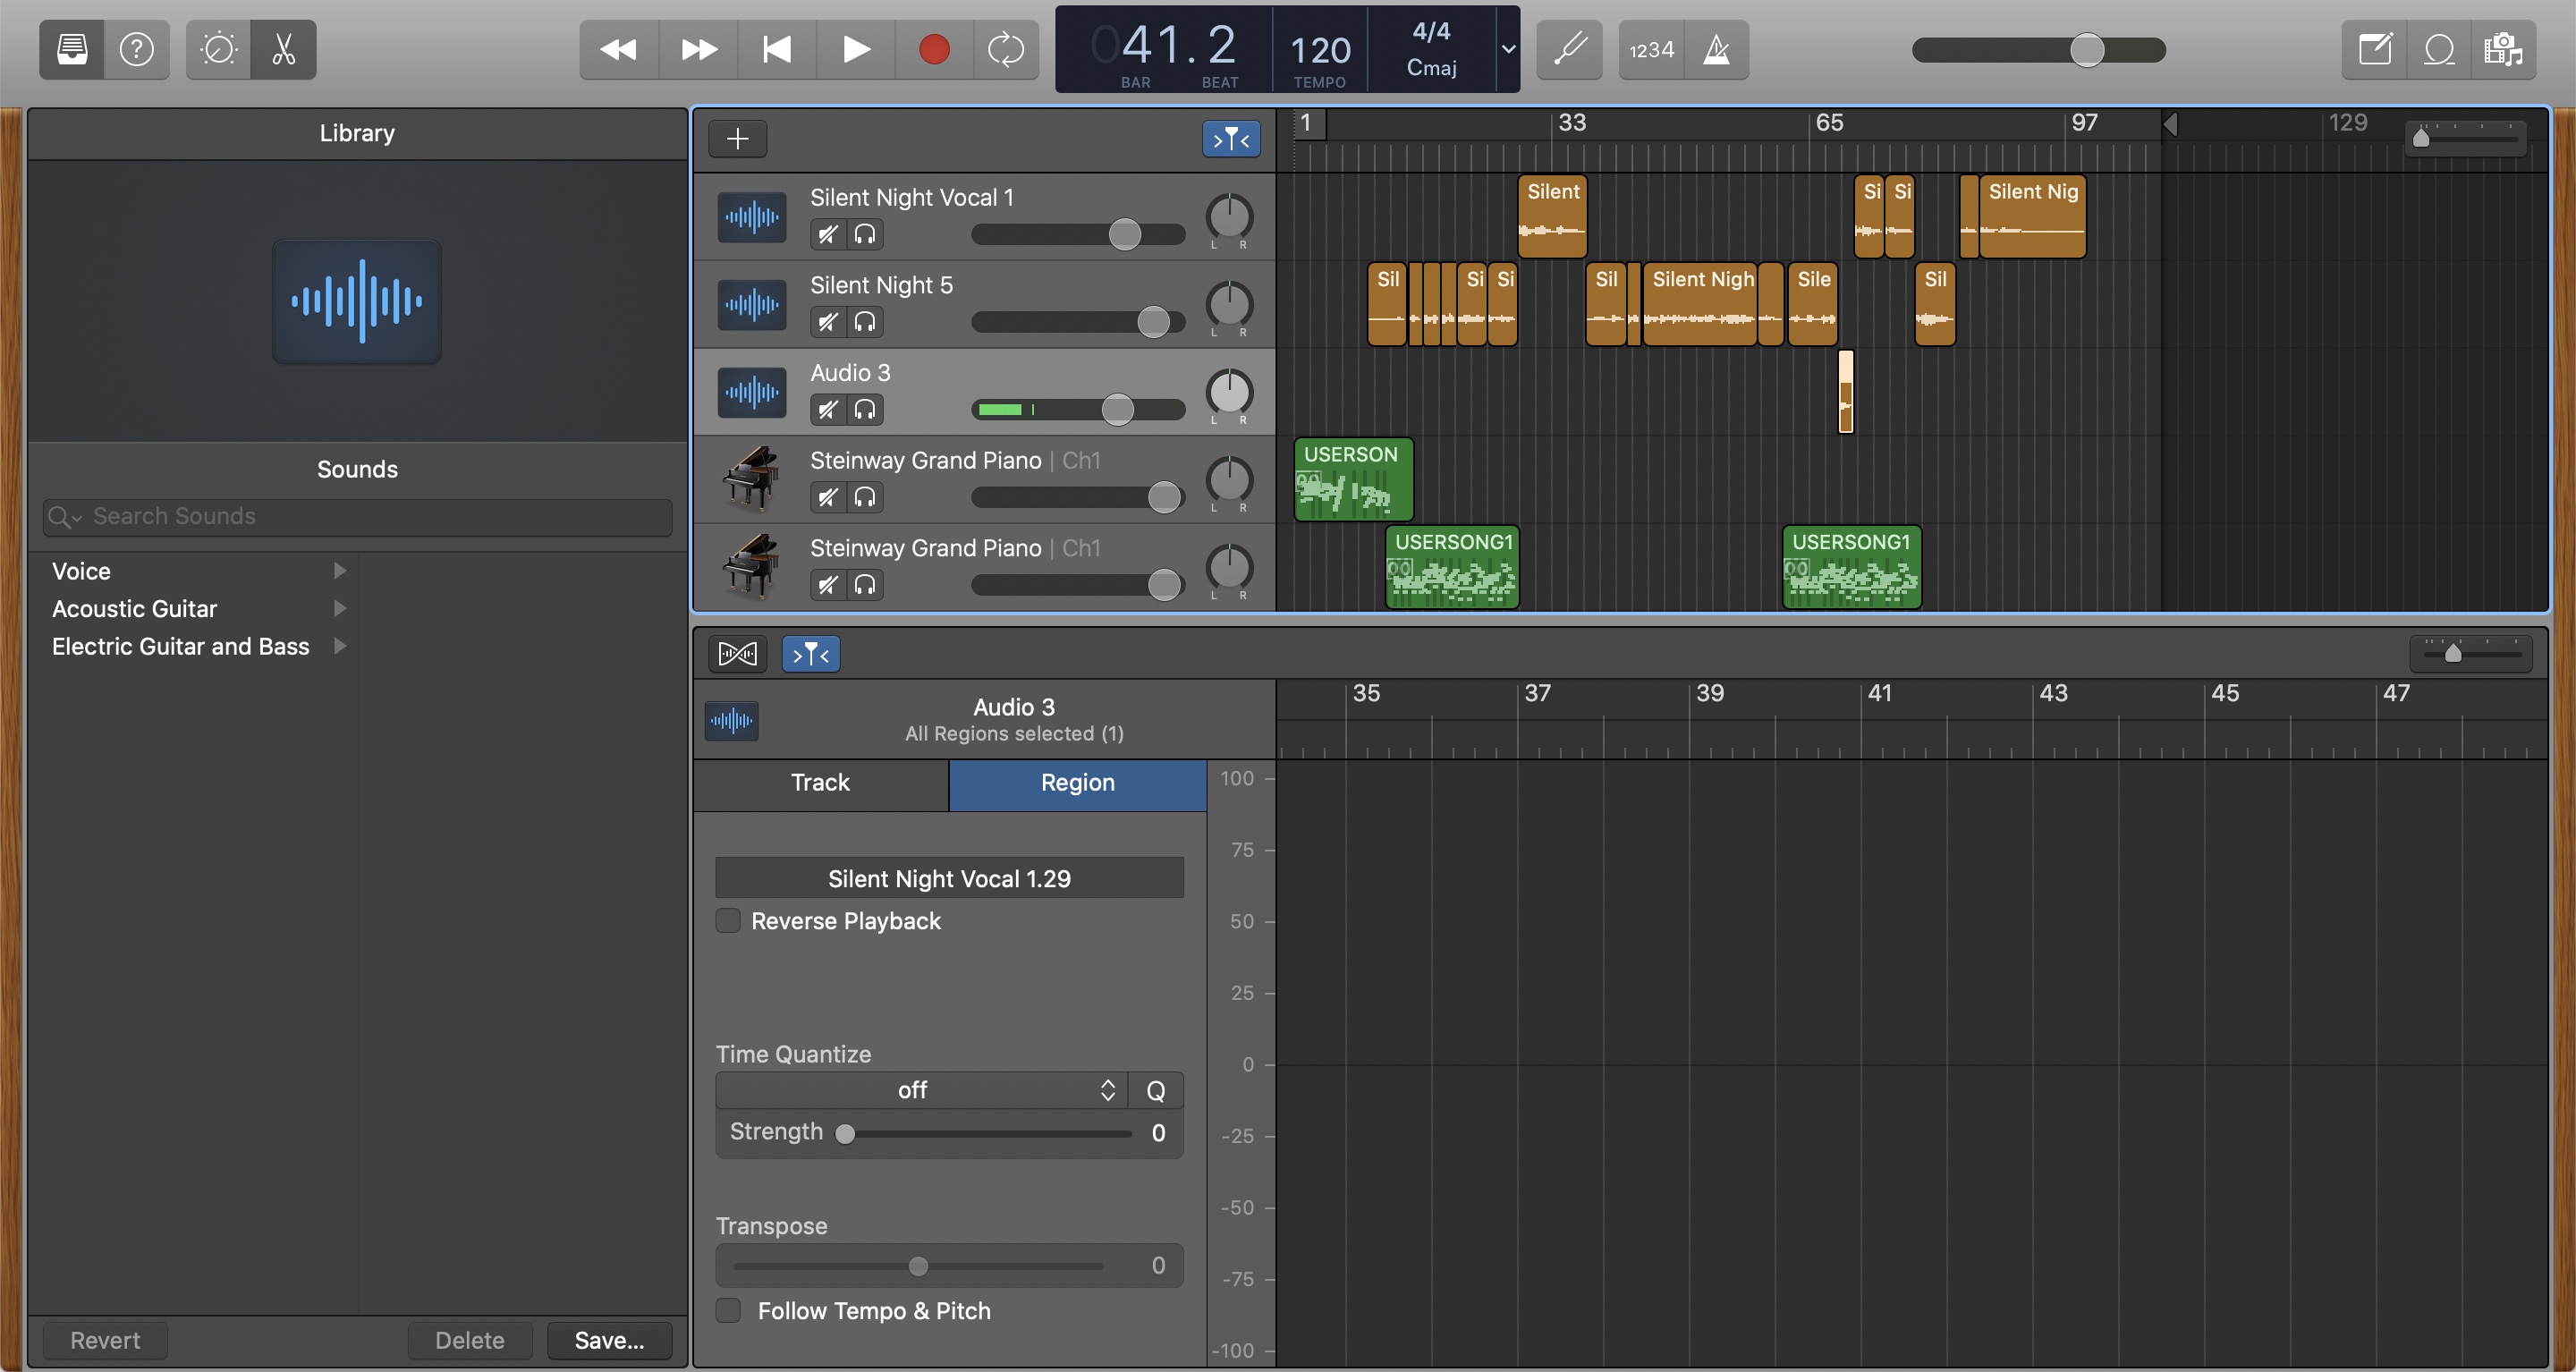 041.2
BAR
BEAT
120
TEMPO
4/4
Cmaj
1234
Library
Sounds
Search Sounds
Voice
Acoustic Guitar
Electric Guitar and Bass
Revert
Delete
Save...
1
33
65
97
129
Silent Night Vocal 1
L R
Silent
Si
Si
Silent Nig
Silent Night 5
L R
Sil
Si
Si
Sil
Silent Nigh
Sile
Sil
Audio 3
L R
Steinway Grand Piano | Ch1
L R
USERSON
Steinway Grand Piano | Ch1
L R
USERSONG1
USERSONG1
Audio 3
All Regions selected (1)
35
37
39
41
43
45
47
Track
Region
Silent Night Vocal 1.29
Reverse Playback
Time Quantize
off
Q
Strength
0
Transpose
0
Follow Tempo & Pitch
100
75
50
25
0
-25
-50
-75
-100